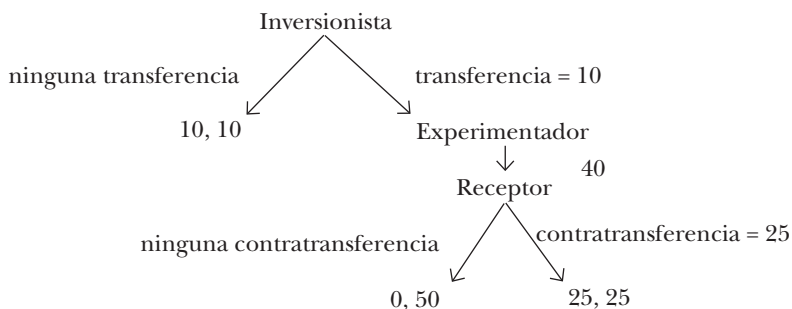 Inversionista
ninguna transferencia
transferencia = 10
10, 10
Experimentador
40
Receptor
ninguna contratransferencia
contratransferencia = 25
0, 50
25, 25